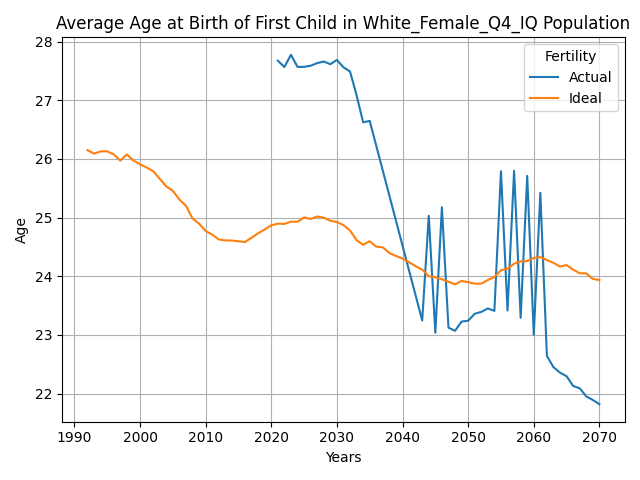 Average Age at Birth of First Child in White_Female_Q4_IQ Population
28
27
26
25
24
23
22
Age
Fertility
Actual
Ideal
1990 2000 2010 2020 2030 2040 2050 2060 2070
Years